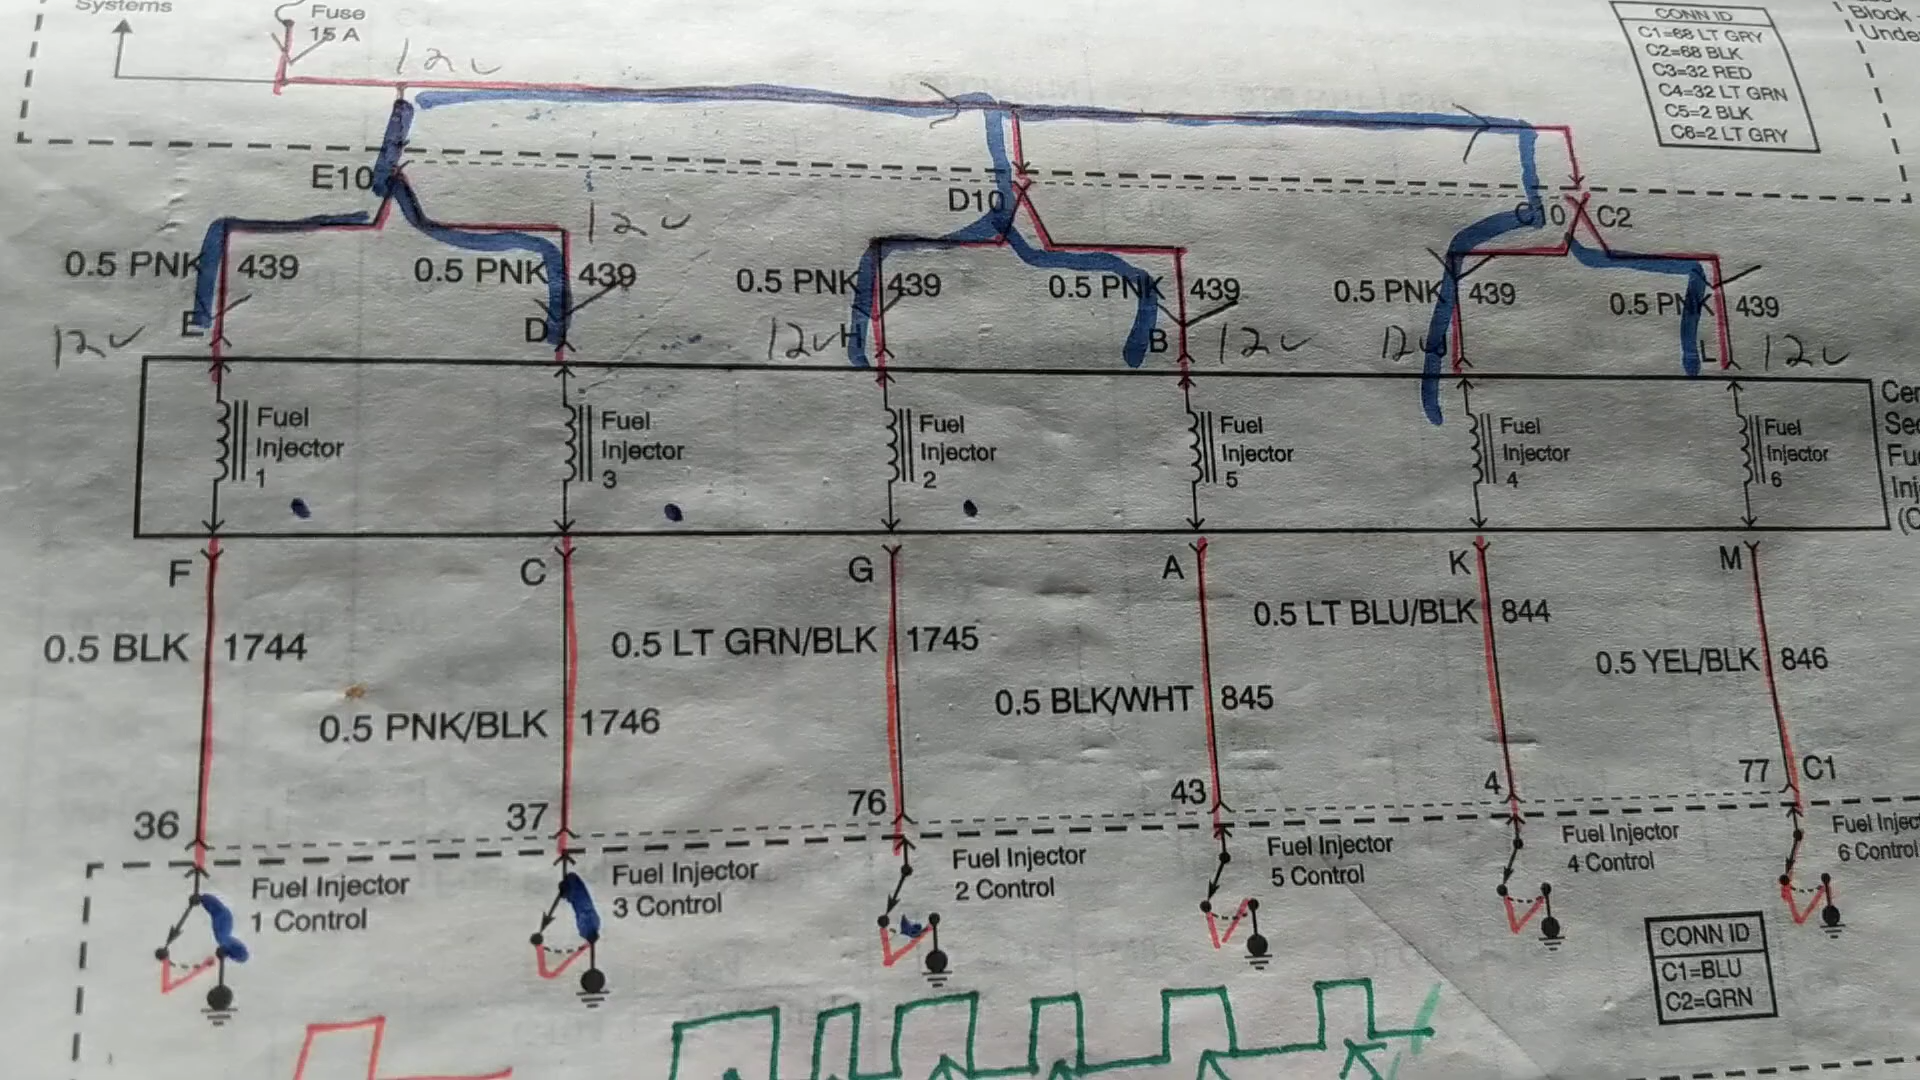 Systems
Fuse
15 A
12v
CONN ID
C1=68 LT GRY
C2=68 BLK
C3=32 RED
C4=32 LT GRN
C5=2 BLK
C6=2 LT GRY
Block
E10
D10
C10
C2
12v
0.5 PNK 439
0.5 PNK 439
0.5 PNK 439
0.5 PNK 439
0.5 PNK 439
0.5 PNK 439
12v
E
D
12v
H
B
12v
12v
L
12v
Fuel
Injector
1
Fuel
Injector
3
Fuel
Injector
2
Fuel
Injector
5
Fuel
Injector
4
Fuel
Injector
6
F
C
G
A
K
M
0.5 BLK 1744
0.5 PNK/BLK 1746
0.5 LT GRN/BLK 1745
0.5 BLK/WHT 845
0.5 LT BLU/BLK 844
0.5 YEL/BLK 846
36
37
76
43
4
77
C1
Fuel Injector
1 Control
Fuel Injector
3 Control
Fuel Injector
2 Control
Fuel Injector
5 Control
Fuel Injector
4 Control
Fuel Injec
6 Control
CONN ID
C1=BLU
C2=GRN